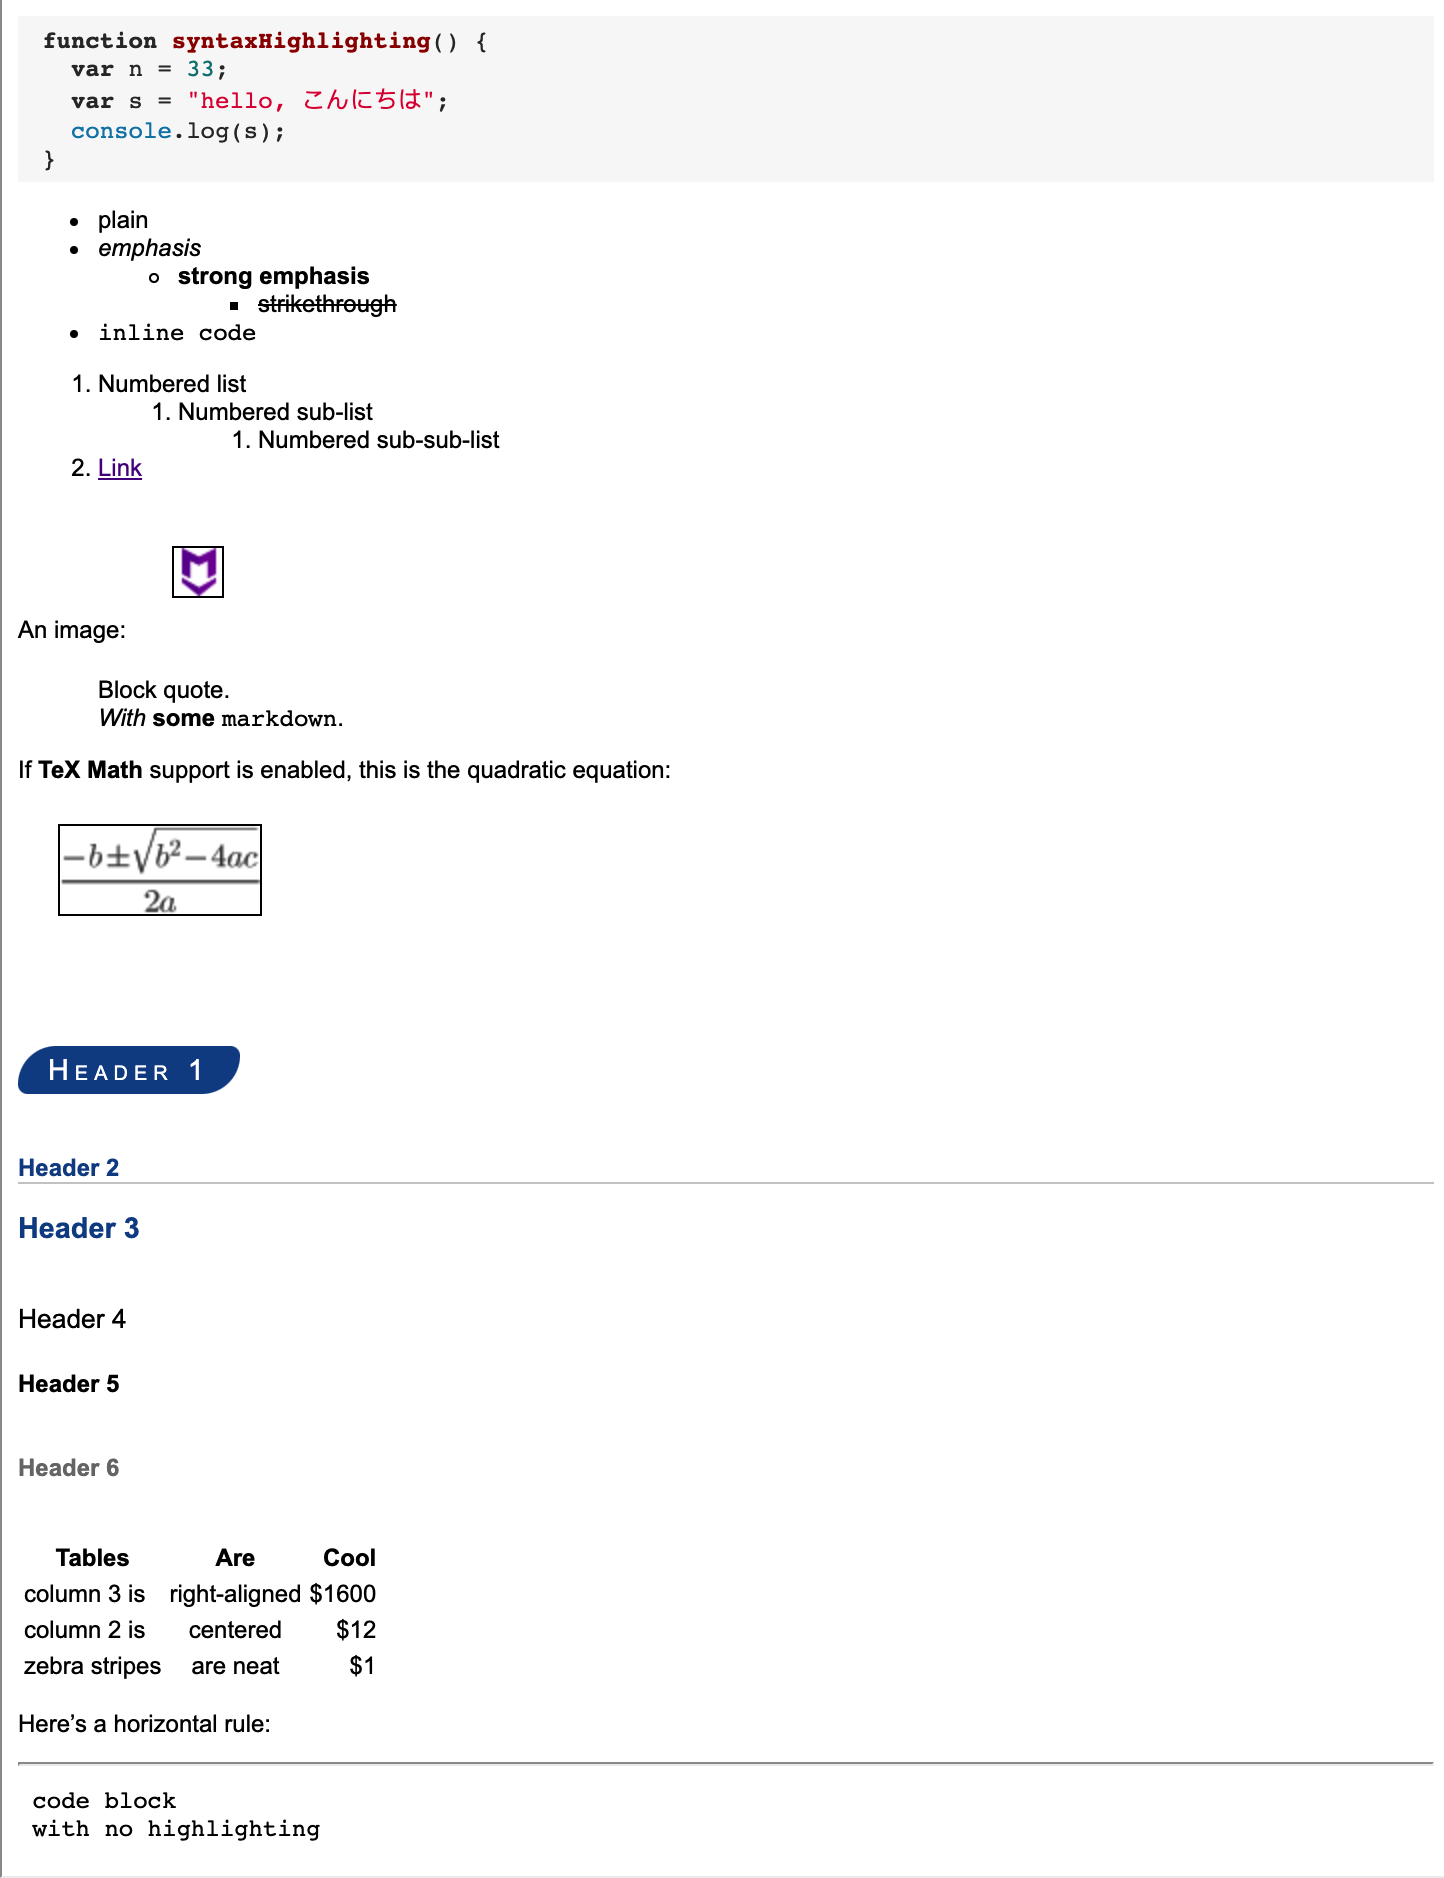 function syntaxHighlighting() {
  var n = 33;
  var s = "hello, こんにちは";
  console.log(s);
}
plain
emphasis
strong emphasis
strikethrough
inline code
1. Numbered list
1. Numbered sub-list
1. Numbered sub-sub-list
2. Link
An image:
Block quote.
With some markdown.
If TeX Math support is enabled, this is the quadratic equation:
−b±√b²−4ac
2a
HEADER 1
Header 2
Header 3
Header 4
Header 5
Header 6
Tables Are Cool
column 3 is right-aligned $1600
column 2 is centered $12
zebra stripes are neat $1
Here’s a horizontal rule:
code block
with no highlighting